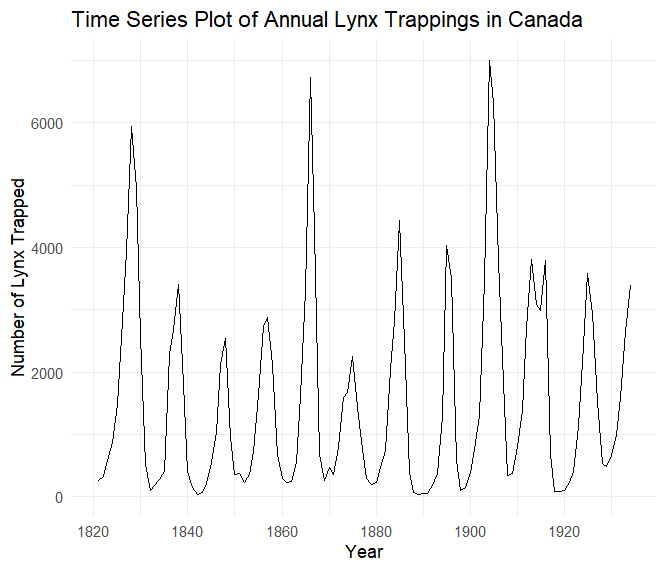 Time Series Plot of Annual Lynx Trappings in Canada
Number of Lynx Trapped
6000
4000
2000
0
1820 1840 1860 1880 1900 1920
Year